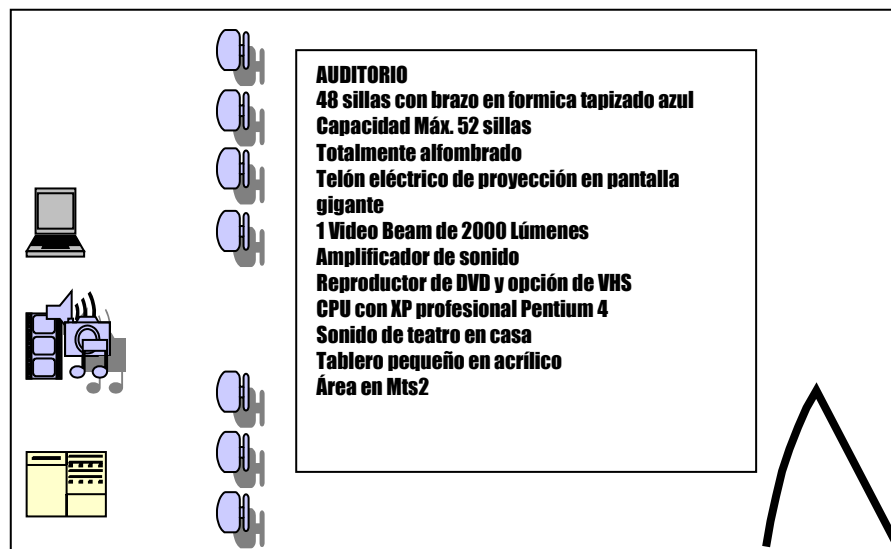 AUDITORIO
48 sillas con brazo en formica tapizado azul
Capacidad Máx. 52 sillas
Totalmente alfombrado
Telón eléctrico de proyección en pantalla
gigante
1 Video Beam de 2000 Lúmenes
Amplificador de sonido
Reproductor de DVD y opción de VHS
CPU con XP profesional Pentium 4
Sonido de teatro en casa
Tablero pequeño en acrílico
Área en Mts2